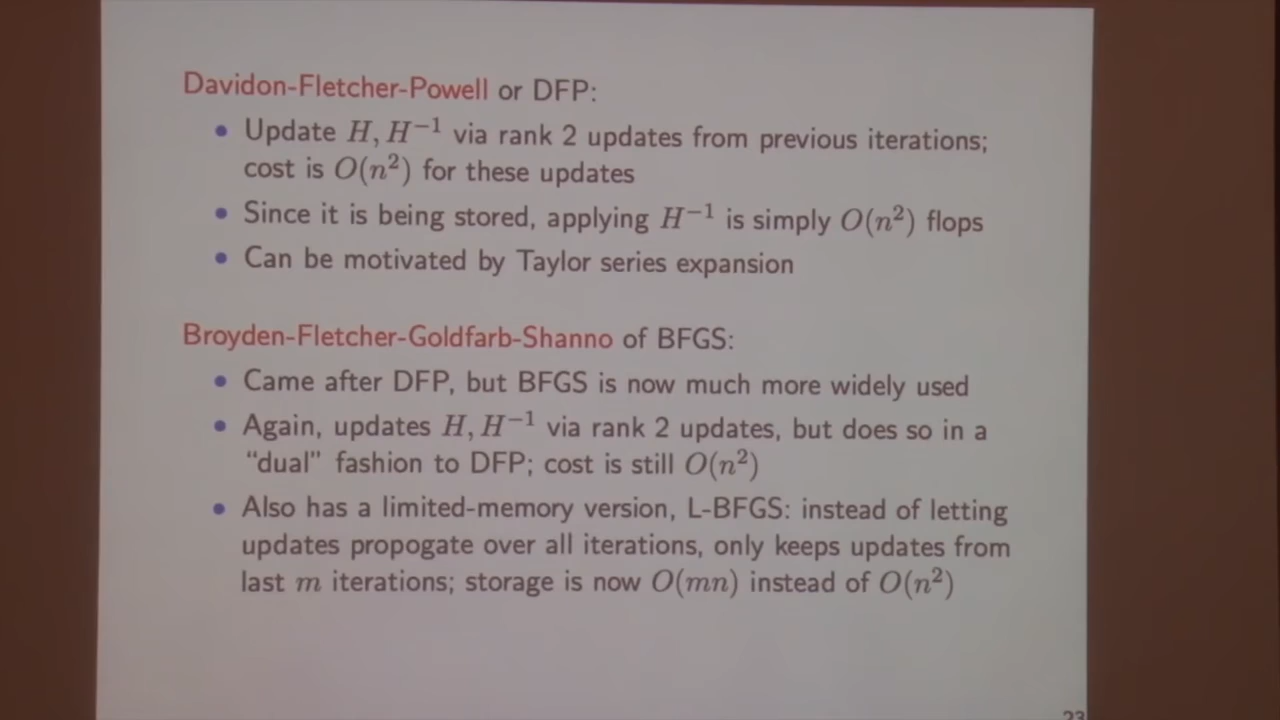 Davidon-Fletcher-Powell or DFP:
• Update H, H⁻¹ via rank 2 updates from previous iterations;
cost is O(n²) for these updates
• Since it is being stored, applying H⁻¹ is simply O(n²) flops
• Can be motivated by Taylor series expansion
Broyden-Fletcher-Goldfarb-Shanno of BFGS:
• Came after DFP, but BFGS is now much more widely used
• Again, updates H, H⁻¹ via rank 2 updates, but does so in a
“dual” fashion to DFP; cost is still O(n²)
• Also has a limited-memory version, L-BFGS: instead of letting
updates propogate over all iterations, only keeps updates from
last m iterations; storage is now O(mn) instead of O(n²)
23